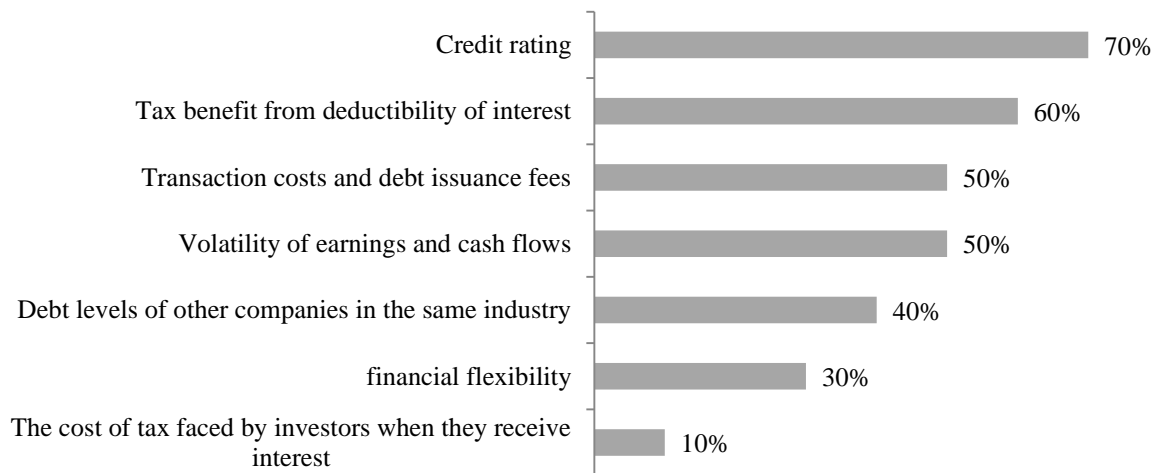 Credit rating
70%
Tax benefit from deductibility of interest
60%
Transaction costs and debt issuance fees
50%
Volatility of earnings and cash flows
50%
Debt levels of other companies in the same industry
40%
financial flexibility
30%
The cost of tax faced by investors when they receive
interest
10%